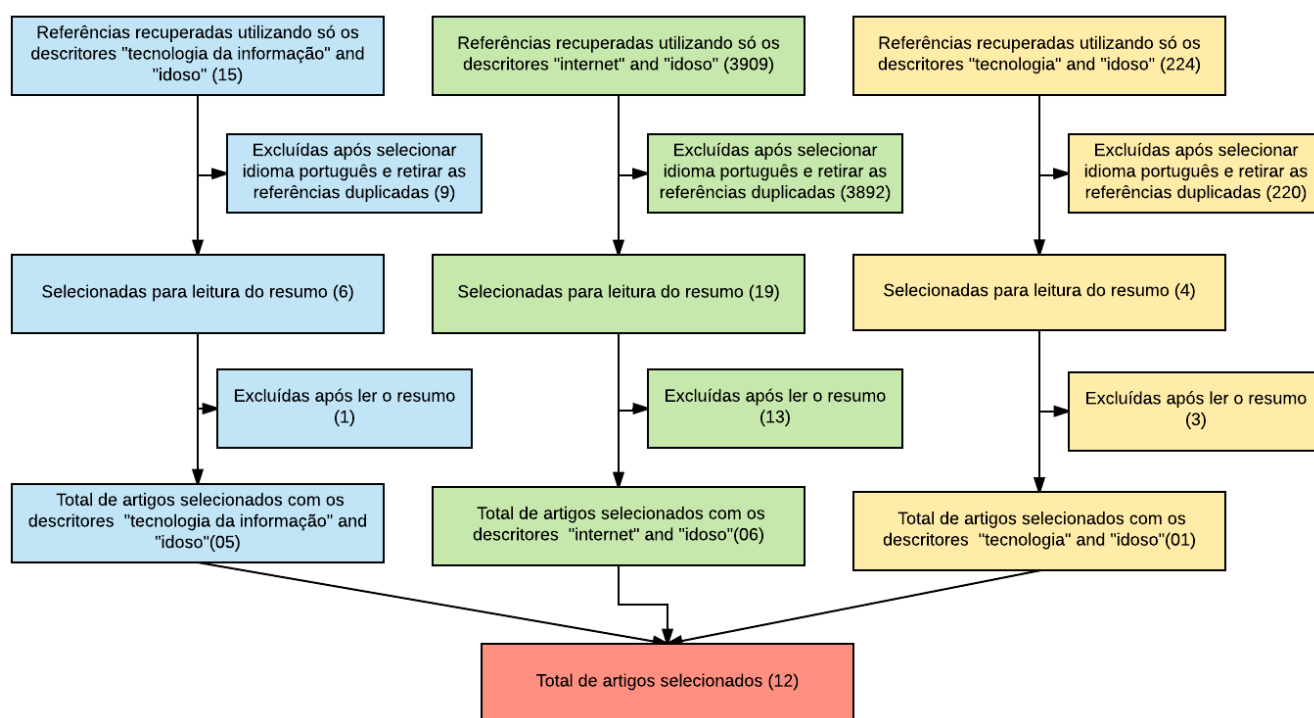 Referências recuperadas utilizando só os
descritores "tecnologia da informação" and
"idoso" (15)
Referências recuperadas utilizando só os
descritores "internet" and "idoso" (3909)
Referências recuperadas utilizando só os
descritores "tecnologia" and "idoso" (224)
Excluídas após selecionar
idioma português e retirar as
referências duplicadas (9)
Excluídas após selecionar
idioma português e retirar as
referências duplicadas (3892)
Excluídas após selecionar
idioma português e retirar as
referências duplicadas (220)
Selecionadas para leitura do resumo (6)
Selecionadas para leitura do resumo (19)
Selecionadas para leitura do resumo (4)
Excluídas após ler o resumo
(1)
Excluídas após ler o resumo
(13)
Excluídas após ler o resumo
(3)
Total de artigos selecionados com os
descritores "tecnologia da informação" and
"idoso"(05)
Total de artigos selecionados com os
descritores "internet" and "idoso"(06)
Total de artigos selecionados com os
descritores "tecnologia" and "idoso"(01)
Total de artigos selecionados (12)